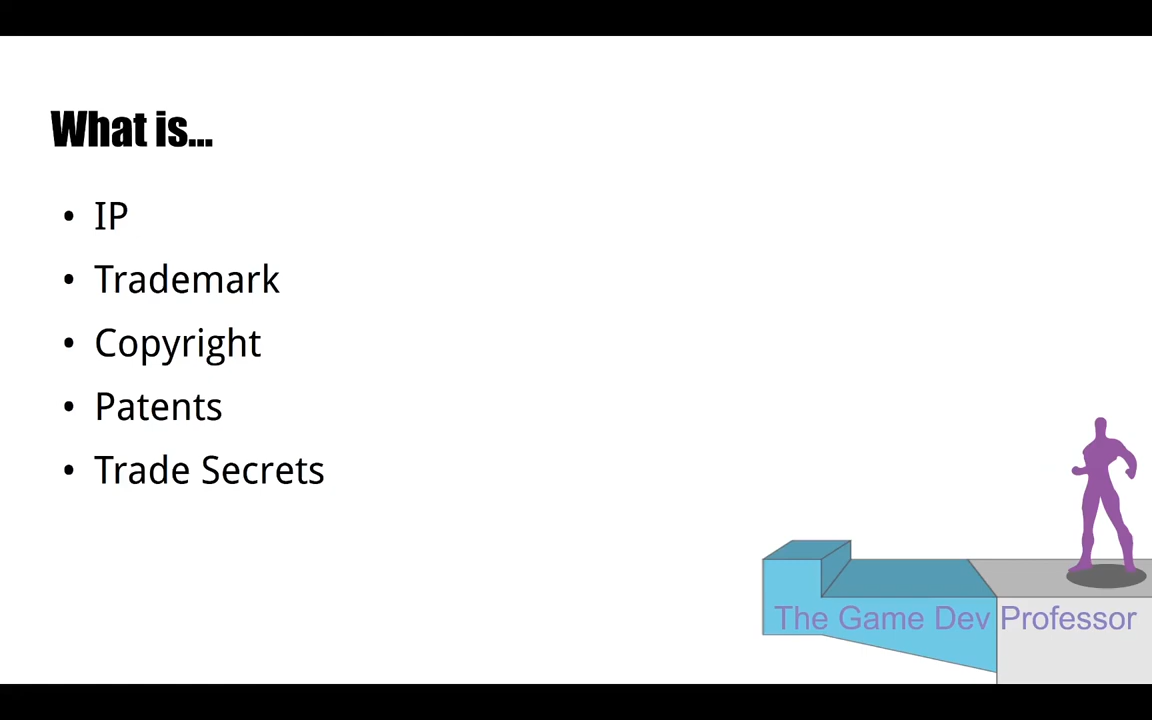 What is...
• IP
• Trademark
• Copyright
• Patents
• Trade Secrets
The Game Dev Professor